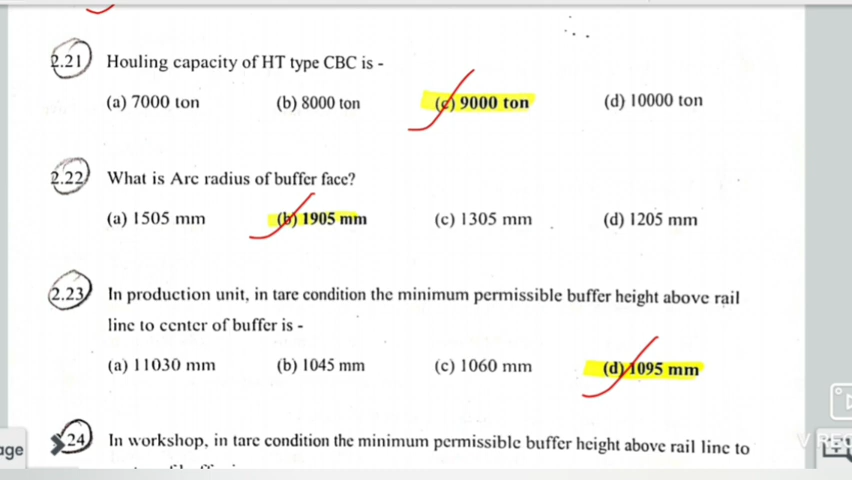 2.21 Houling capacity of HT type CBC is -
(a) 7000 ton (b) 8000 ton (c) 9000 ton (d) 10000 ton
2.22 What is Arc radius of buffer face?
(a) 1505 mm (b) 1905 mm (c) 1305 mm (d) 1205 mm
2.23 In production unit, in tare condition the minimum permissible buffer height above rail
line to center of buffer is -
(a) 11030 mm (b) 1045 mm (c) 1060 mm (d) 1095 mm
24 In workshop, in tare condition the minimum permissible buffer height above rail line to
age
V REC